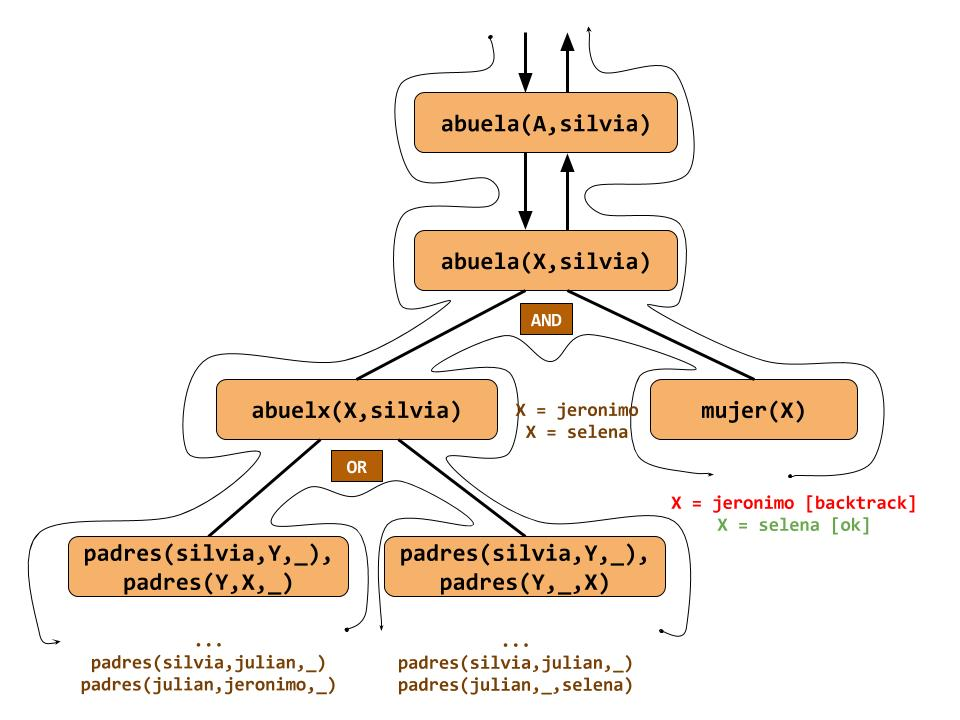 abuela(A,silvia)
abuela(X,silvia)
AND
abuelx(X,silvia)
X = jeronimo
X = selena
mujer(X)
OR
X = jeronimo [backtrack]
X = selena [ok]
padres(silvia,Y,_),
padres(Y,X,_)
padres(silvia,Y,_),
padres(Y,_,X)
...
padres(silvia,julian,_)
padres(julian,jeronimo,_)
...
padres(silvia,julian,_)
padres(julian,_,selena)